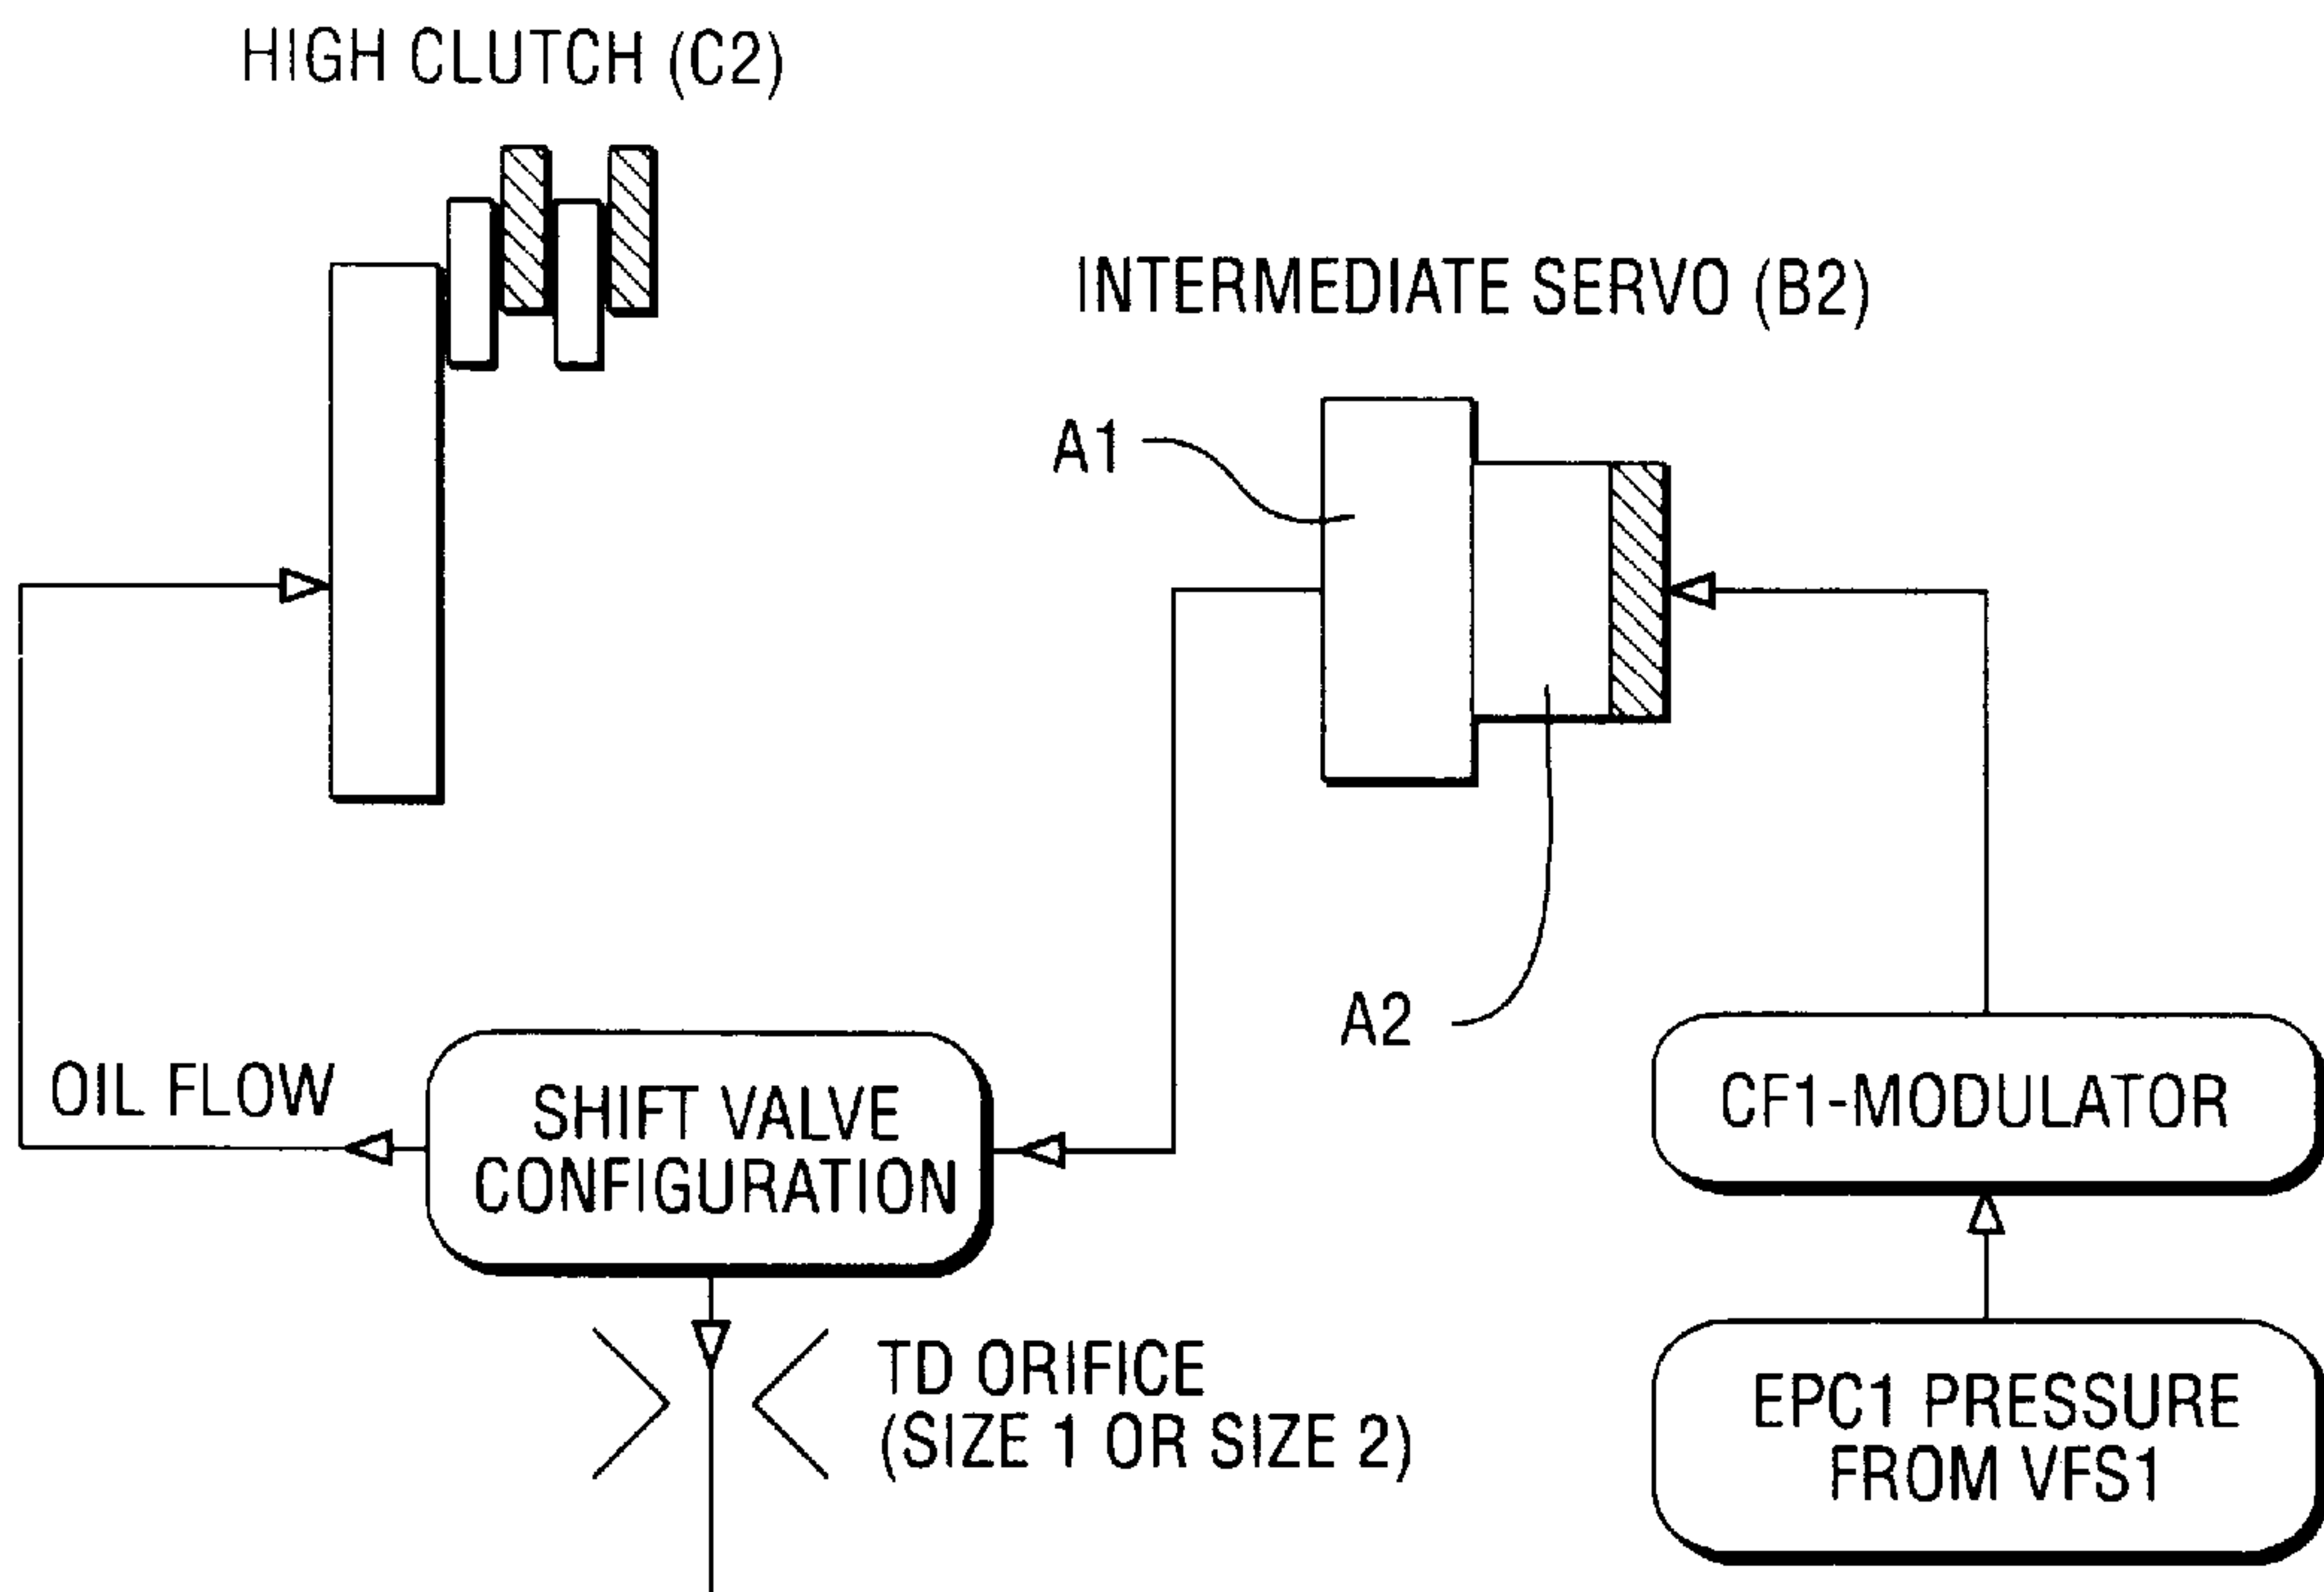 HIGH CLUTCH (C2)
INTERMEDIATE SERVO (B2)
A1
A2
OIL FLOW
SHIFT VALVE
CONFIGURATION
CF1-MODULATOR
TD ORIFICE
(SIZE 1 OR SIZE 2)
EPC1 PRESSURE
FROM VFS1